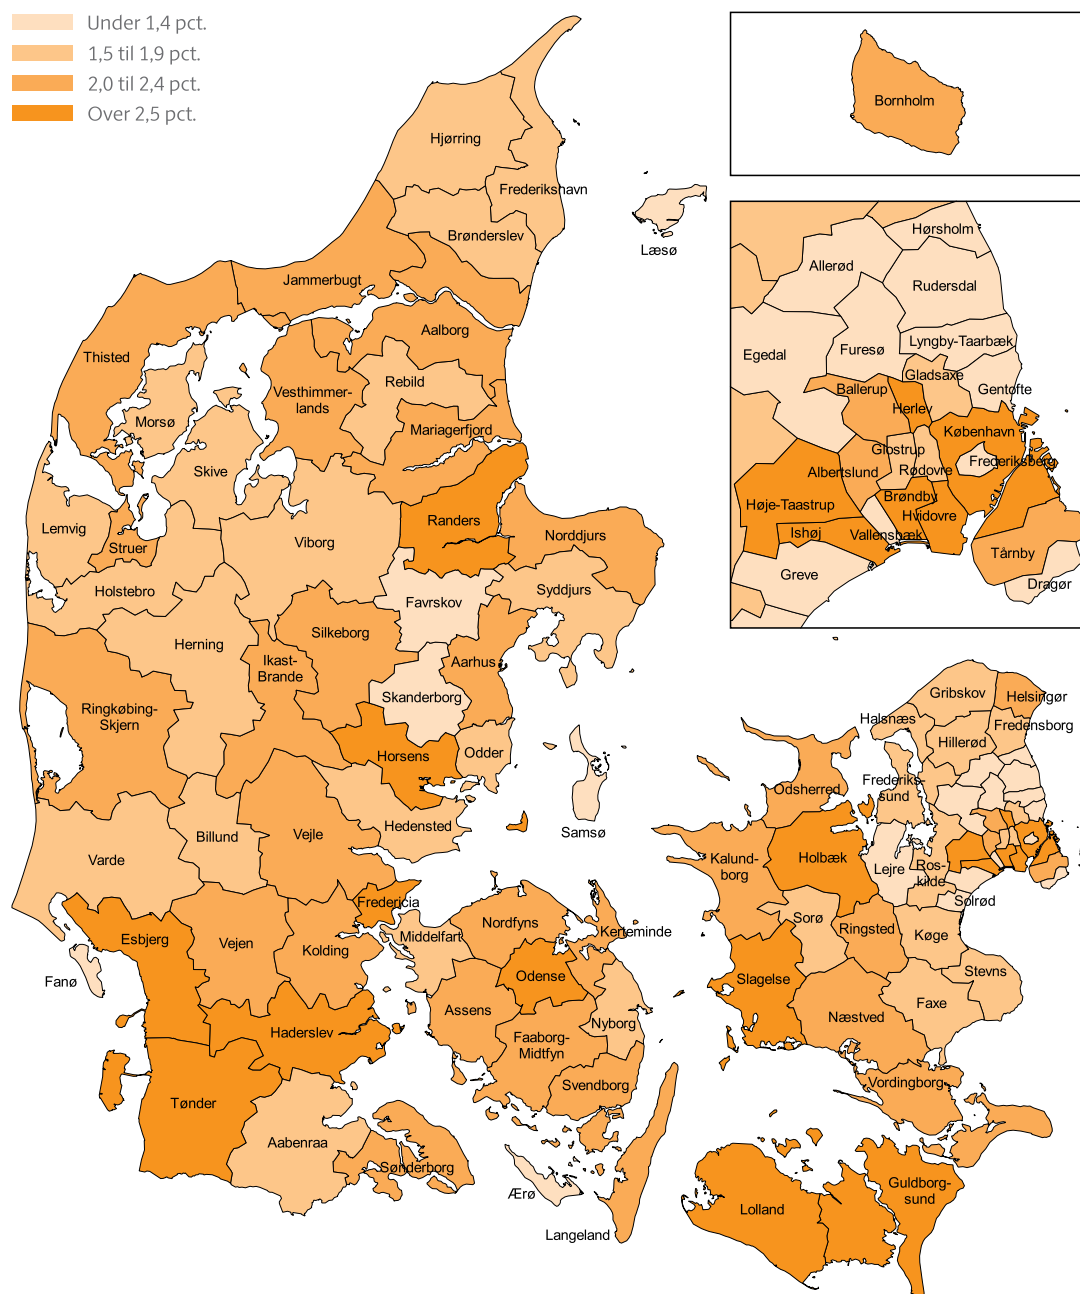 Under 1,4 pct.
1,5 til 1,9 pct.
2,0 til 2,4 pct.
Over 2,5 pct.
Hjørring
Frederikshavn
Brønderslev
Læsø
Jammerbugt
Thisted
Aalborg
Rebild
Vesthimmer-
lands
Morsø
Mariagerfjord
Skive
Lemvig
Struer
Viborg
Randers
Norddjurs
Holstebro
Favrskov
Syddjurs
Herning
Silkeborg
Ikast-
Brande
Aarhus
Skanderborg
Ringkøbing-
Skjern
Horsens
Odder
Samsø
Hedensted
Billund
Vejle
Varde
Fredericia
Esbjerg
Vejen
Kolding
Fanø
Haderslev
Tønder
Aabenraa
Sønderborg
Middelfart
Nordfyns
Kerteminde
Odense
Assens
Nyborg
Faaborg-
Midtfyn
Svendborg
Ærø
Langeland
Bornholm
Hørsholm
Allerød
Rudersdal
Egedal
Furesø
Lyngby-Taarbæk
Gladsaxe
Ballerup
Gentofte
Herlev
København
Glostrup
Frederiksberg
Albertslund
Rødovre
Brøndby
Høje-Taastrup
Hvidovre
Ishøj
Vallensbæk
Greve
Tårnby
Dragør
Gribskov
Helsingør
Halsnæs
Fredensborg
Hillerød
Frederiks-
sund
Odsherred
Kalund-
borg
Holbæk
Lejre
Ros-
kilde
Solrød
Sorø
Ringsted
Køge
Slagelse
Stevns
Faxe
Næstved
Vordingborg
Guldborg-
sund
Lolland